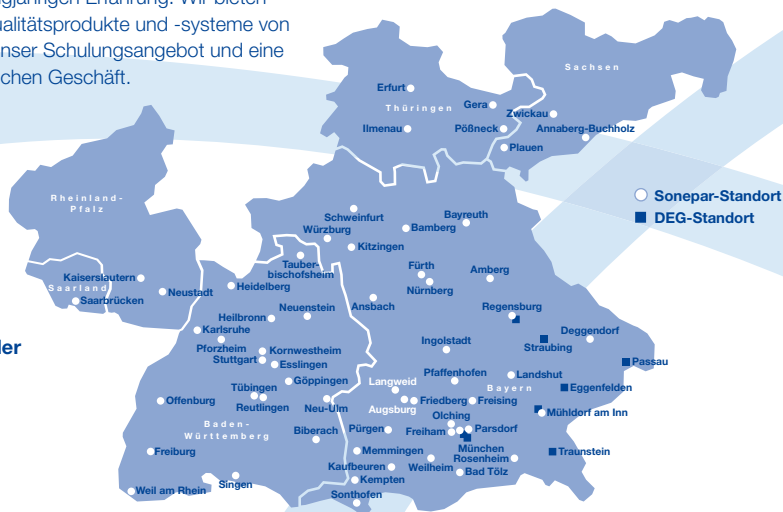 ngjährigen Erfahrung. Wir bieten
ualitätsprodukte und -systeme von
nser Schulungsangebot und eine
chen Geschäft.
Sachsen
Erfurt
Thüringen
Gera
Zwickau
Ilmenau
Pößneck
Annaberg-Buchholz
Plauen
Rheinland-
Pfalz
Sonepar-Standort
DEG-Standort
Schweinfurt
Bayreuth
Würzburg
Bamberg
Kitzingen
Tauber-
bischofsheim
Fürth
Amberg
Kaiserslautern
Saarland
Saarbrücken
Neustadt
Heidelberg
Nürnberg
Neuenstein
Ansbach
Regensburg
Heilbronn
Karlsruhe
Deggendorf
Pforzheim
Kornwestheim
Ingolstadt
Straubing
ler
Stuttgart
Esslingen
Passau
Göppingen
Langweid
Pfaffenhofen
Landshut
Tübingen
Bayern
Eggenfelden
Offenburg
Reutlingen
Neu-Ulm
Augsburg
Friedberg
Freising
Mühldorf am Inn
Baden-
Württemberg
Olching
Biberach
Pürgen
Freiham
Parsdorf
Freiburg
Memmingen
München
Traunstein
Kaufbeuren
Weilheim
Rosenheim
Bad Tölz
Weil am Rhein
Singen
Kempten
Sonthofen